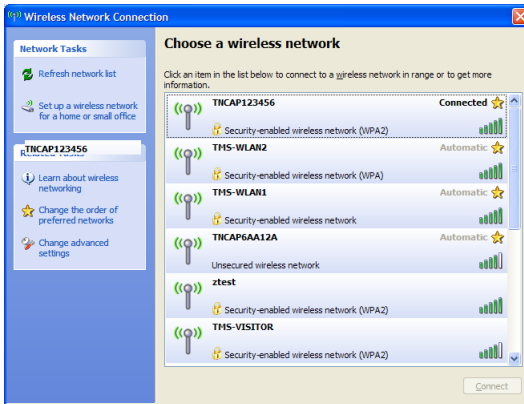 Wireless Network Connection
Network Tasks
Refresh network list
Set up a wireless network
for a home or small office
TNCAP123456
Learn about wireless
networking
Change the order of
preferred networks
Change advanced
settings
Choose a wireless network
Click an item in the list below to connect to a wireless network in range or to get more
information.
TNCAP123456 Connected
Security-enabled wireless network (WPA2)
TMS-WLAN2 Automatic
Security-enabled wireless network (WPA)
TMS-WLAN1 Automatic
Security-enabled wireless network
TNCAP6AA12A Automatic
Unsecured wireless network
ztest
Security-enabled wireless network (WPA2)
TMS-VISITOR
Security-enabled wireless network (WPA2)
Connect